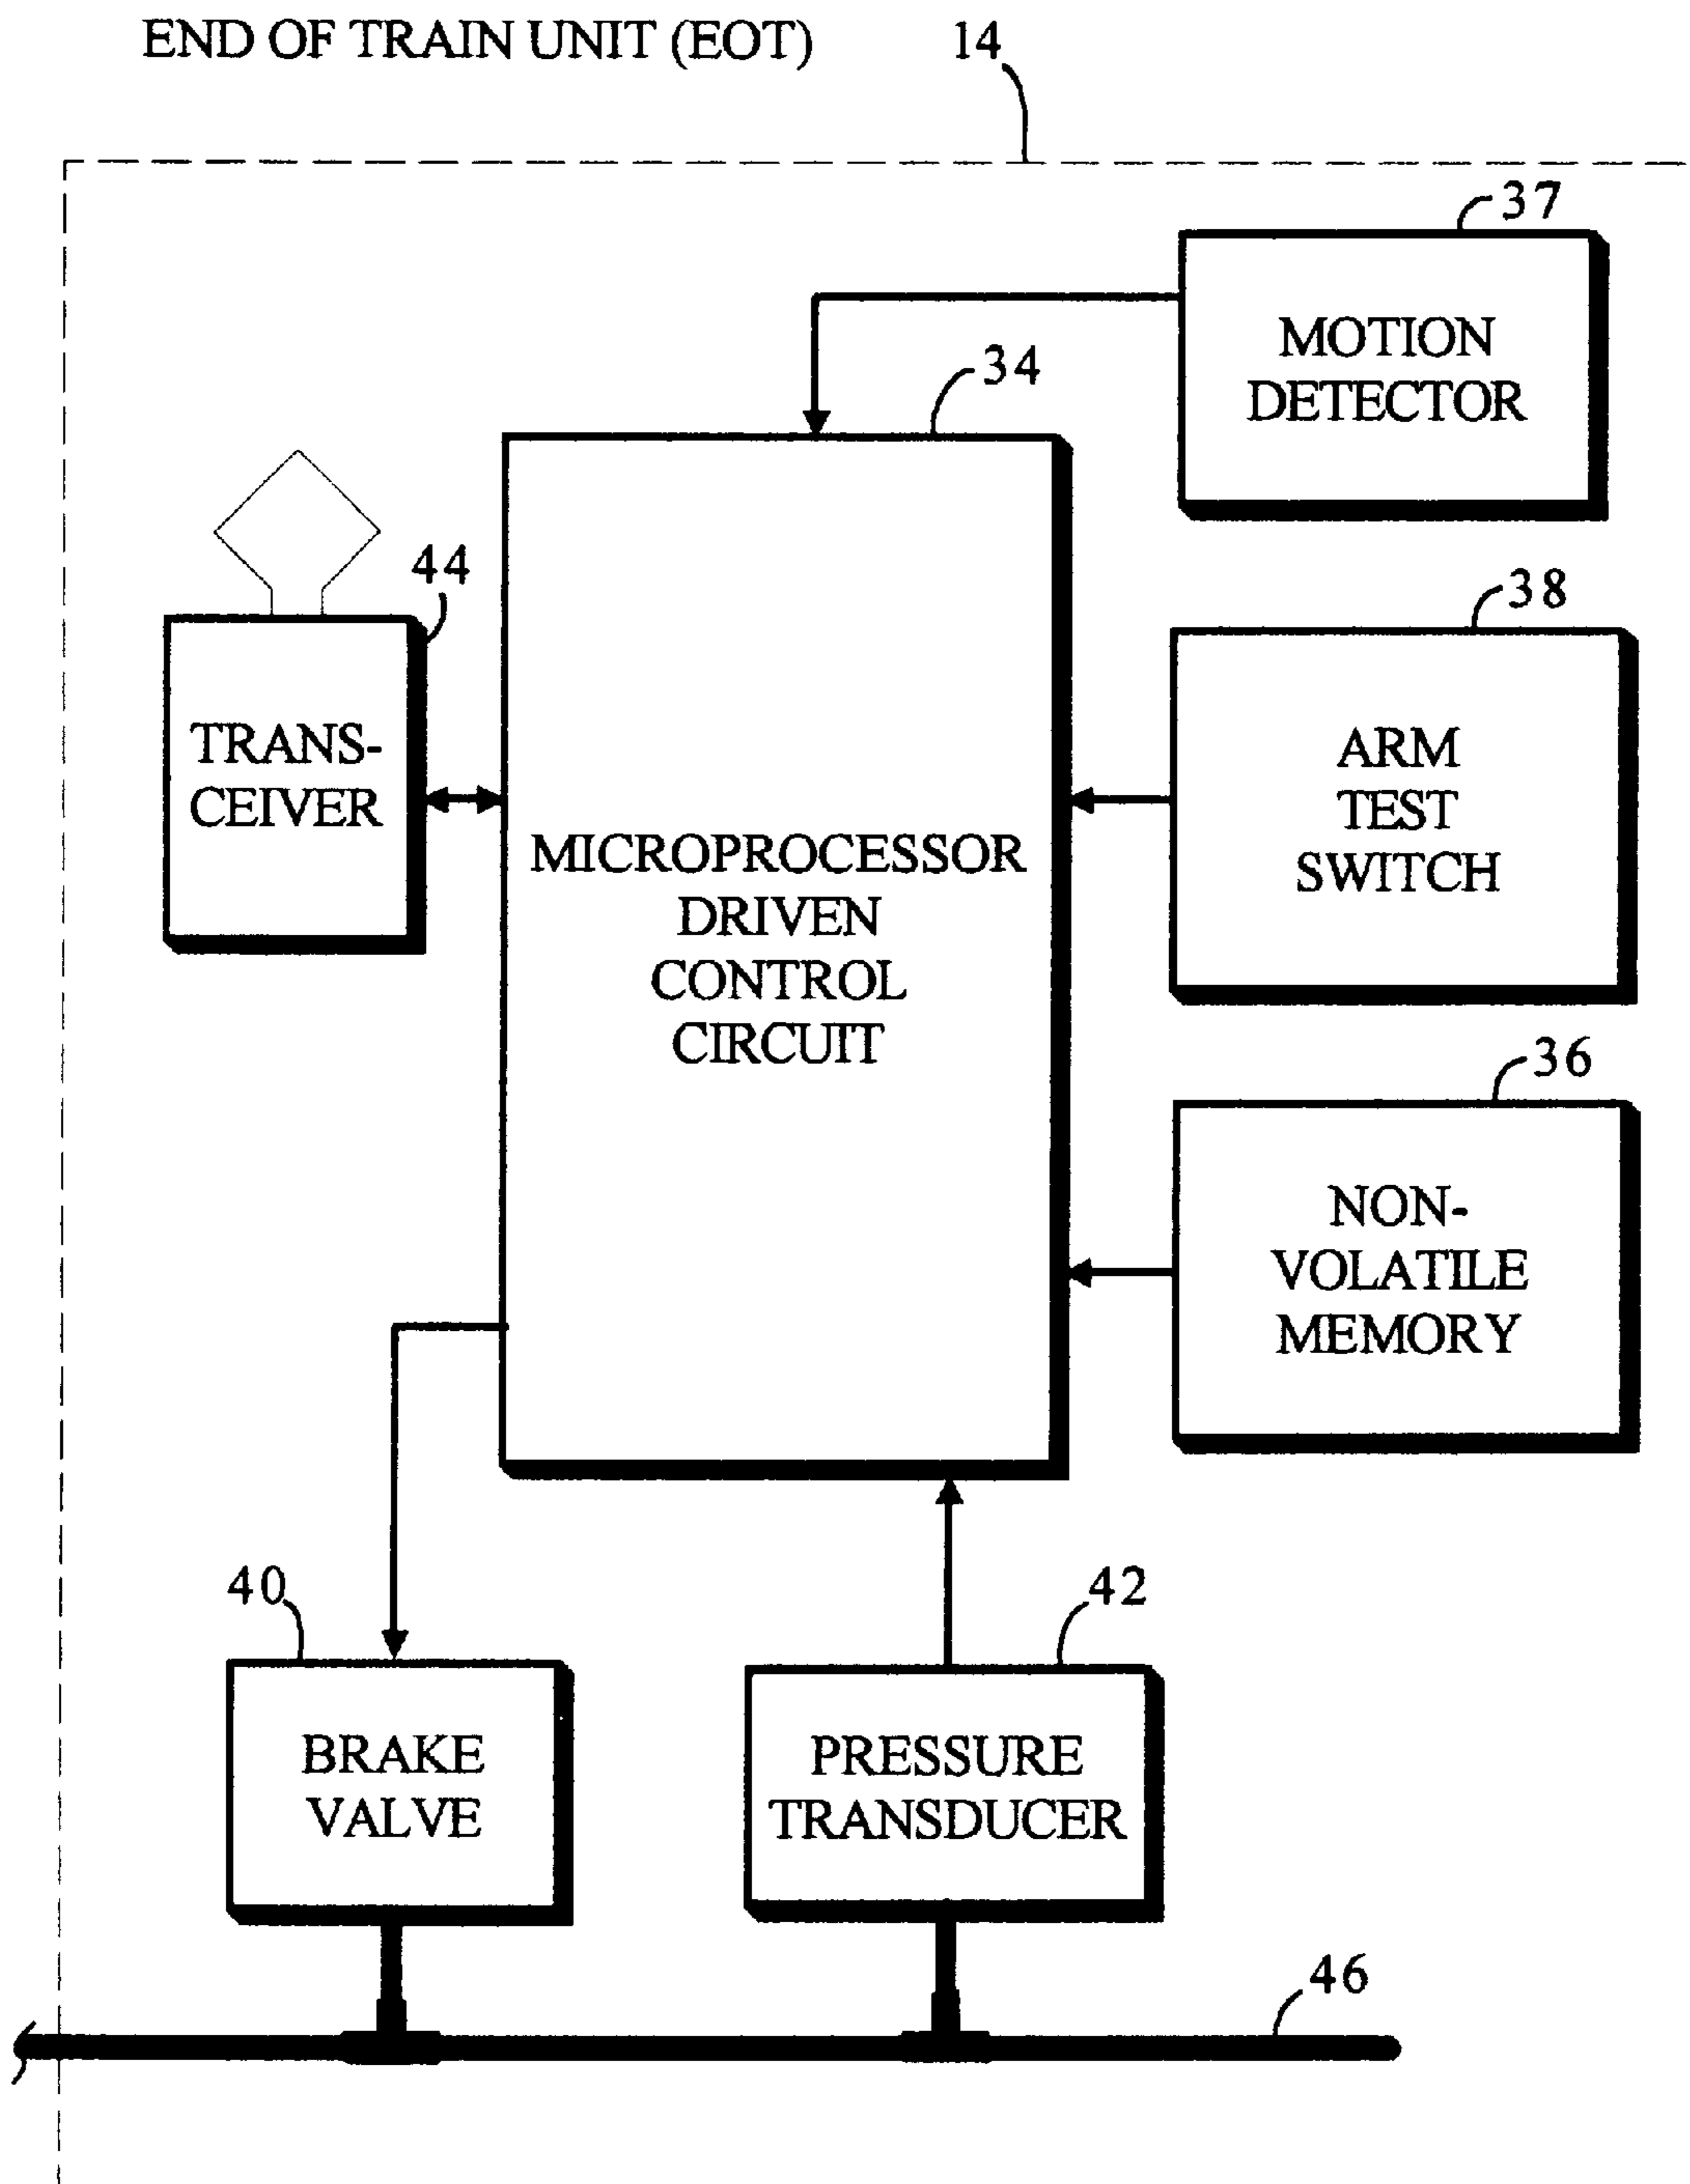 END OF TRAIN UNIT (EOT)
14
37
MOTION
DETECTOR
34
44
TRANS-
CEIVER
MICROPROCESSOR
DRIVEN
CONTROL
CIRCUIT
38
ARM
TEST
SWITCH
36
NON-
VOLATILE
MEMORY
40
BRAKE
VALVE
42
PRESSURE
TRANSDUCER
46